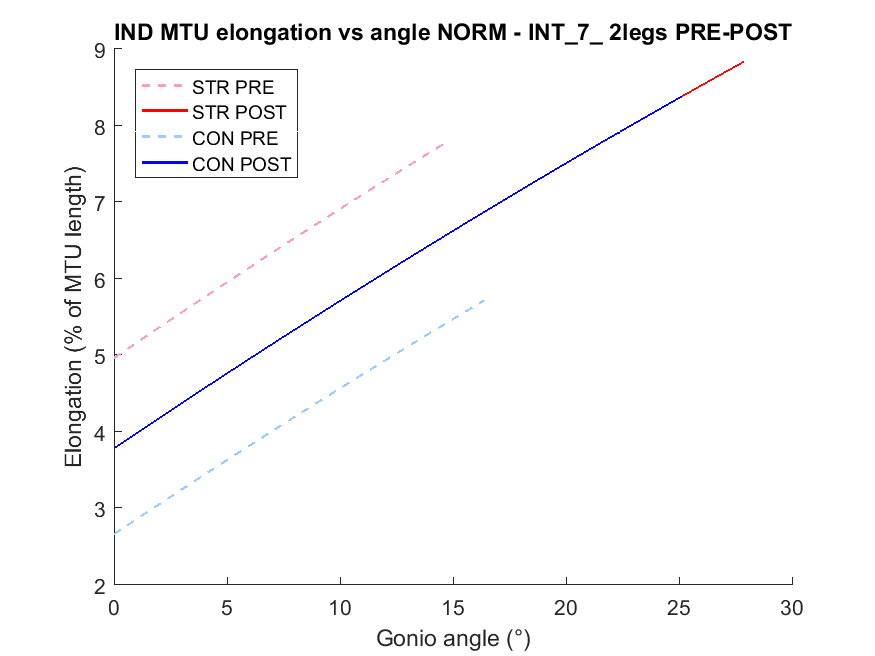 IND MTU elongation vs angle NORM - INT_7_ 2legs PRE-POST
9
8
7
6
5
4
3
2
Elongation (% of MTU length)
STR PRE
STR POST
CON PRE
CON POST
0 5 10 15 20 25 30
Gonio angle (°)